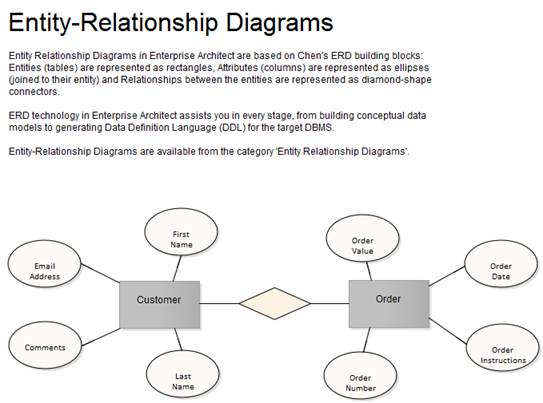 Entity-Relationship Diagrams
Entity Relationship Diagrams in Enterprise Architect are based on Chen's ERD building blocks:
Entities (tables) are represented as rectangles, Attributes (columns) are represented as ellipses
(joined to their entity) and Relationships between the entities are represented as diamond-shape
connectors.
ERD technology in Enterprise Architect assists you in every stage, from building conceptual data
models to generating Data Definition Language (DDL) for the target DBMS.
Entity-Relationship Diagrams are available from the category 'Entity Relationship Diagrams'.
First
Name
Order
Value
Email
Address
Order
Date
Customer
Order
Comments
Order
Instructions
Last
Name
Order
Number